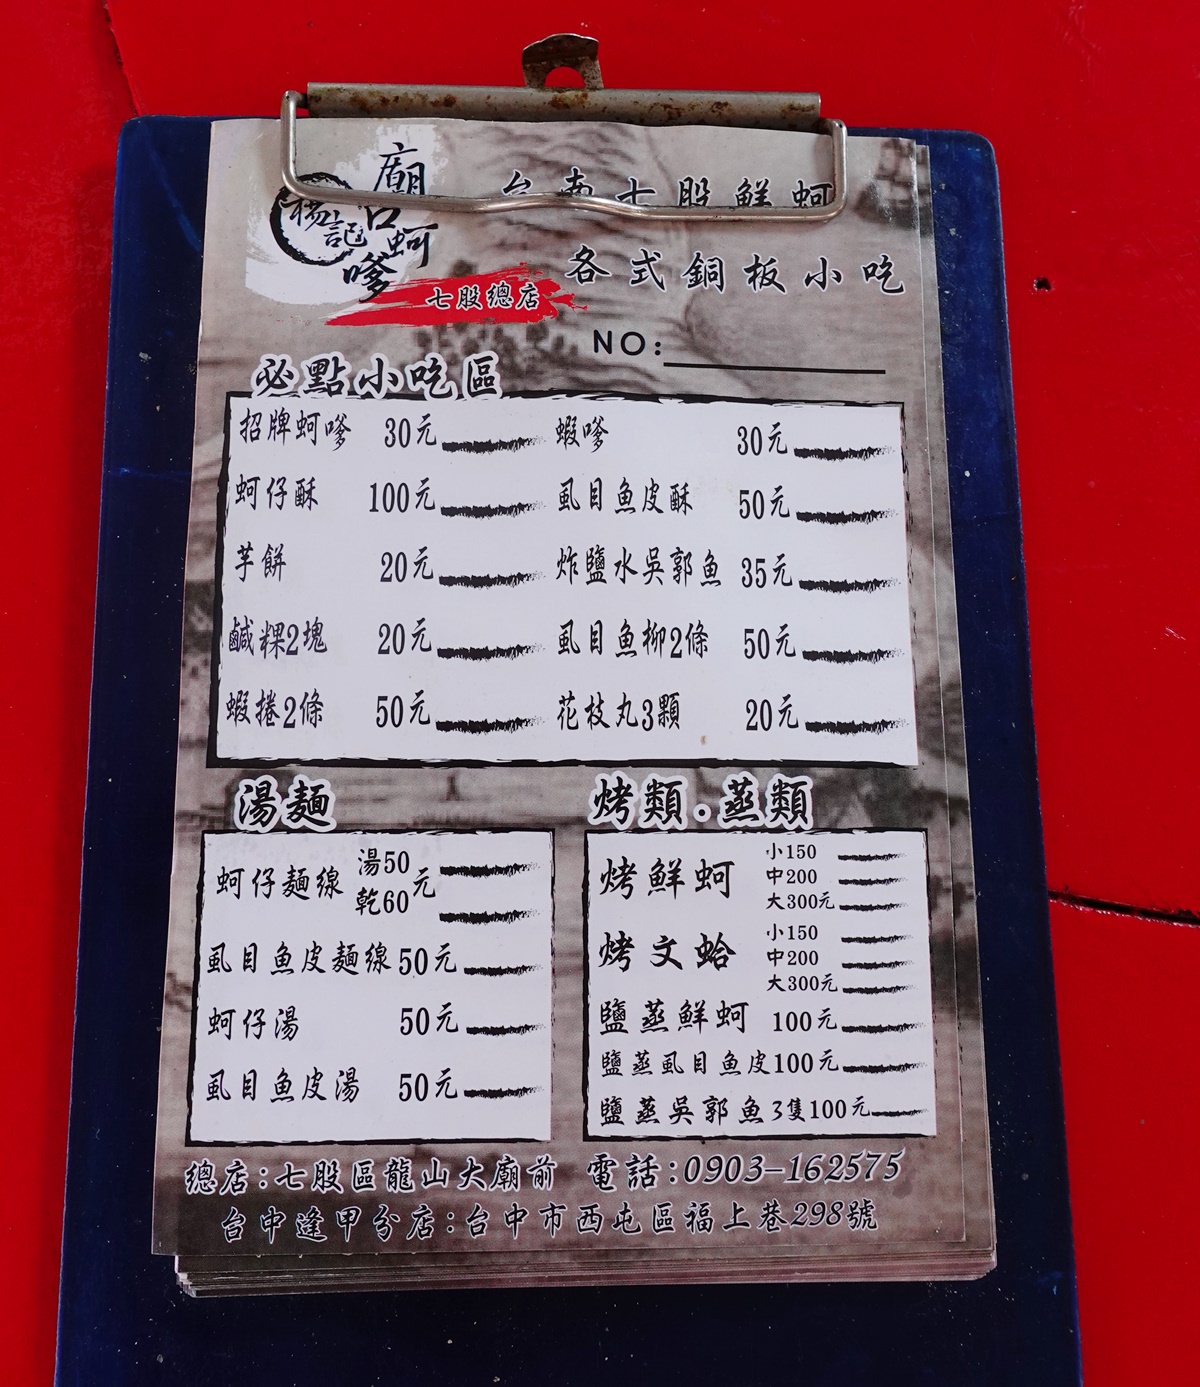 廟口蚵嗲
楊記
七股總店
台南七股鮮蚵
各式銅板小吃
NO:
必點小吃區
招牌蚵嗲 30元 蝦嗲 30元
蚵仔酥 100元 虱目魚皮酥 50元
芋餅 20元 炸鹽水吳郭魚 35元
鹹粿2塊 20元 虱目魚柳2條 50元
蝦捲2條 50元 花枝丸3顆 20元
湯麵
蚵仔麵線 湯50 乾60 元
虱目魚皮麵線 50元
蚵仔湯 50元
虱目魚皮湯 50元
烤類.蒸類
烤鮮蚵 小150 中200 大300元
烤文蛤 小150 中200 大300元
鹽蒸鮮蚵 100元
鹽蒸虱目魚皮100元
鹽蒸吳郭魚3隻100元
總店:七股區龍山大廟前 電話:0903-162575
台中逢甲分店:台中市西屯區福上巷298號